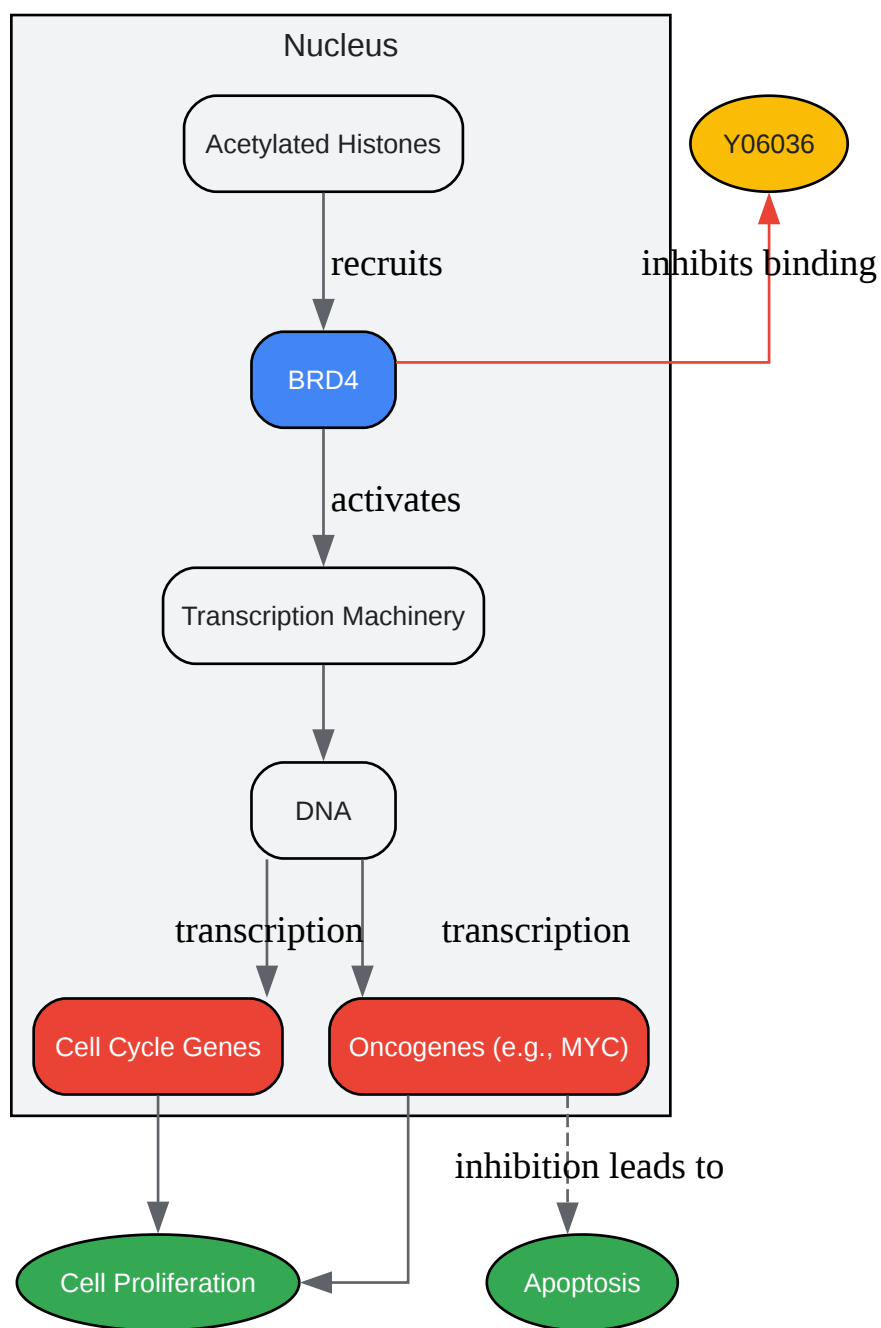 Nucleus
Acetylated Histones
Y06036
recruits
inhibits binding
BRD4
activates
Transcription Machinery
DNA
transcription
transcription
Cell Cycle Genes
Oncogenes (e.g., MYC)
inhibition leads to
Cell Proliferation
Apoptosis